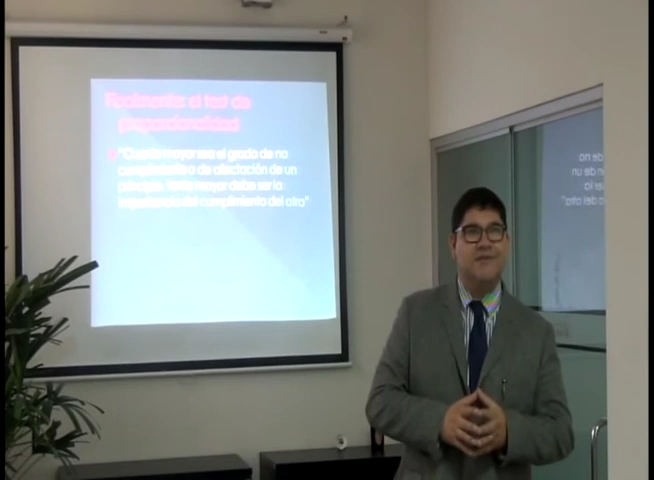 Realmente: el test de
proporcionalidad
"Cuanto mayor sea el grado de no
cumplimiento o de afectación de un
principio, tanto mayor debe ser la
importancia del cumplimiento del otro"